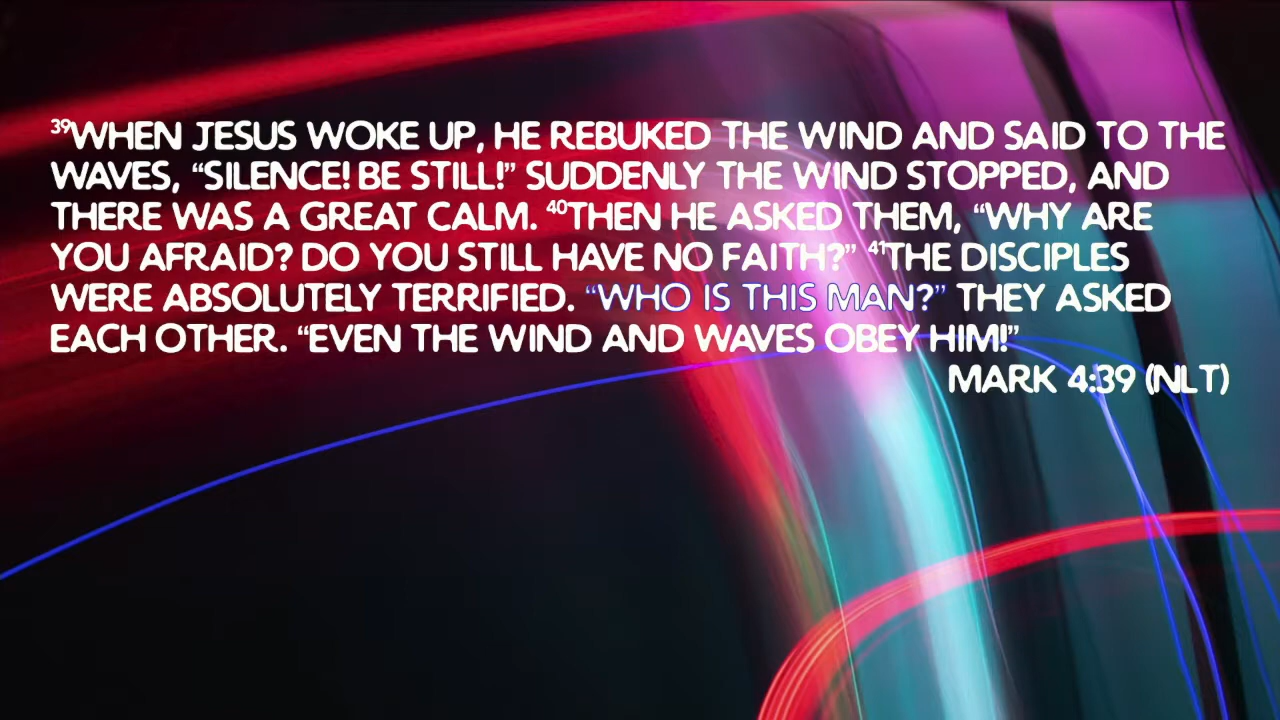 ³⁹WHEN JESUS WOKE UP, HE REBUKED THE WIND AND SAID TO THE
WAVES, “SILENCE! BE STILL!” SUDDENLY THE WIND STOPPED, AND
THERE WAS A GREAT CALM. ⁴⁰THEN HE ASKED THEM, “WHY ARE
YOU AFRAID? DO YOU STILL HAVE NO FAITH?” ⁴¹THE DISCIPLES
WERE ABSOLUTELY TERRIFIED. “WHO IS THIS MAN?” THEY ASKED
EACH OTHER. “EVEN THE WIND AND WAVES OBEY HIM!”
MARK 4:39 (NLT)